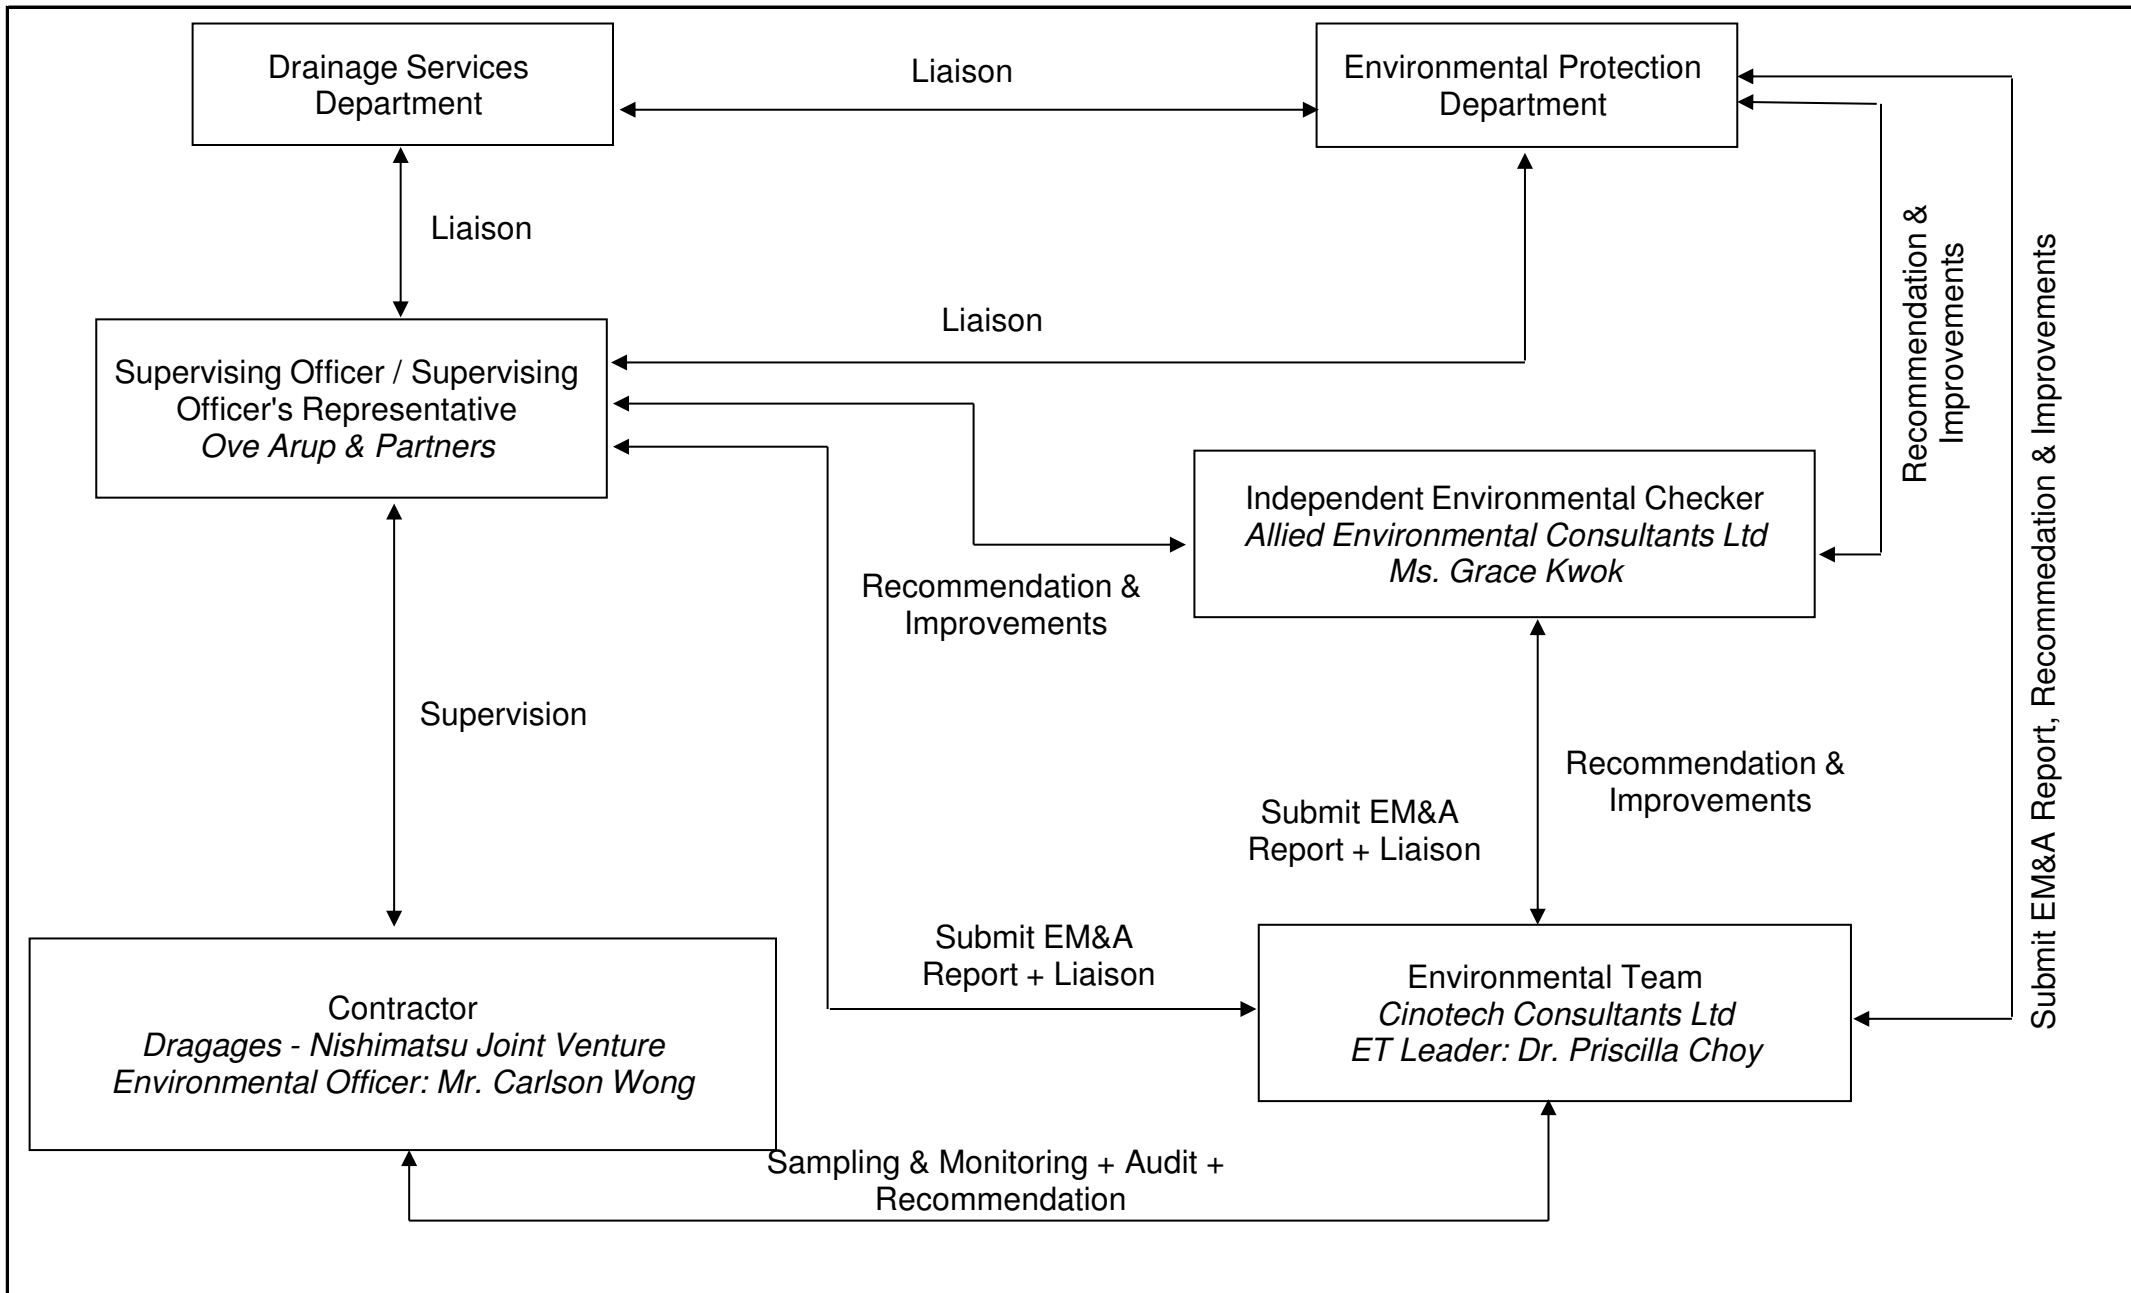 Drainage Services
Department
Liaison
Environmental Protection
Department
Liaison
Recommendation &
Improvements
Submit EM&A Report, Recommedation & Improvements
Liaison
Supervising Officer / Supervising
Officer's Representative
Ove Arup & Partners
Independent Environmental Checker
Allied Environmental Consultants Ltd
Ms. Grace Kwok
Recommendation &
Improvements
Supervision
Recommendation &
Improvements
Submit EM&A
Report + Liaison
Submit EM&A
Report + Liaison
Contractor
Dragages - Nishimatsu Joint Venture
Environmental Officer: Mr. Carlson Wong
Environmental Team
Cinotech Consultants Ltd
ET Leader: Dr. Priscilla Choy
Sampling & Monitoring + Audit +
Recommendation